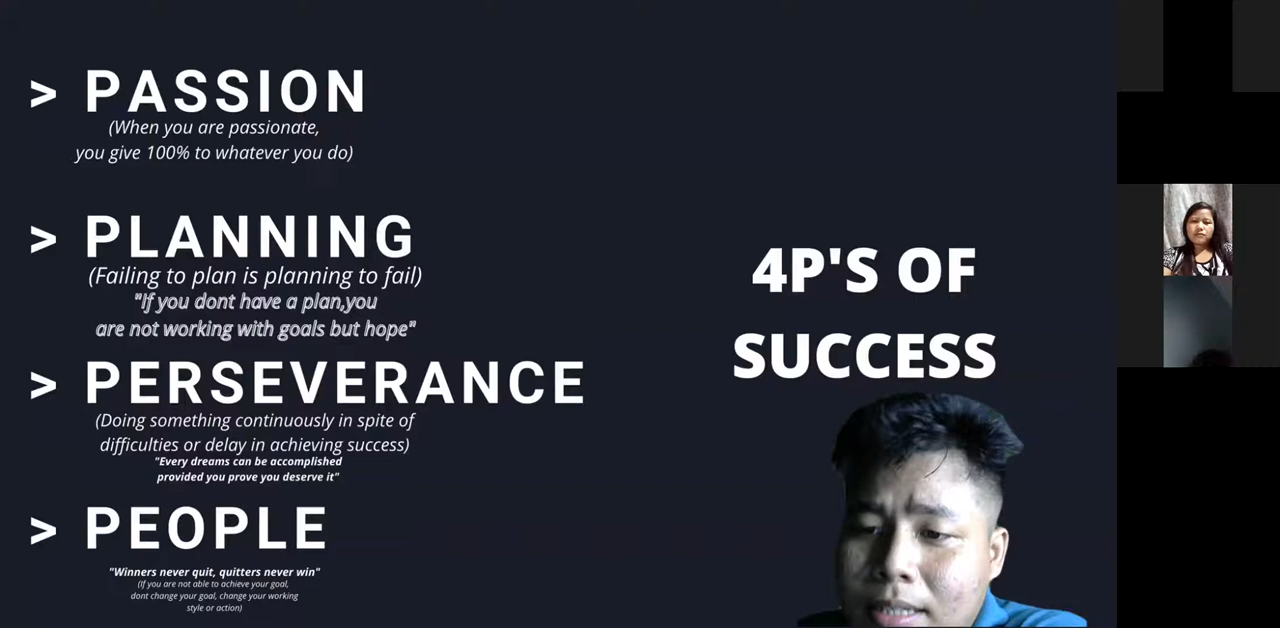 > PASSION
(When you are passionate,
you give 100% to whatever you do)
> PLANNING
(Failing to plan is planning to fail)
"If you dont have a plan,you
are not working with goals but hope"
> PERSEVERANCE
(Doing something continuously in spite of
difficulties or delay in achieving success)
"Every dreams can be accomplished
provided you prove you deserve it"
> PEOPLE
"Winners never quit, quitters never win"
(If you are not able to achieve your goal,
dont change your goal, change your working
style or action)
4P'S OF
SUCCESS